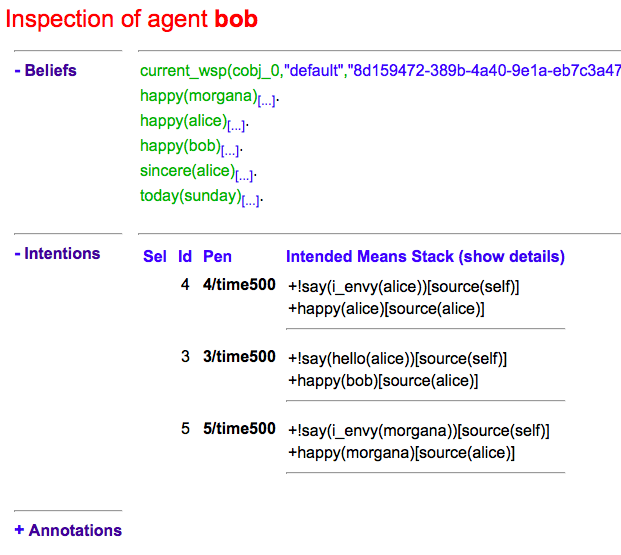 Inspection of agent bob
- Beliefs
current_wsp(cobj_0,"default","8d159472-389b-4a40-9e1a-eb7c3a47
happy(morgana)[...].
happy(alice)[...].
happy(bob)[...].
sincere(alice)[...].
today(sunday)[...].
- Intentions
Sel Id Pen Intended Means Stack (show details)
4 4/time500 +!say(i_envy(alice))[source(self)]
+happy(alice)[source(alice)]
3 3/time500 +!say(hello(alice))[source(self)]
+happy(bob)[source(alice)]
5 5/time500 +!say(i_envy(morgana))[source(self)]
+happy(morgana)[source(alice)]
+ Annotations